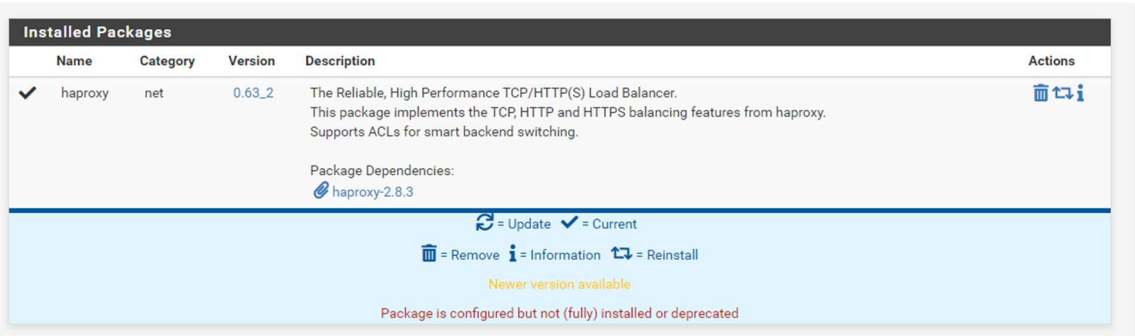 Installed Packages
Name Category Version Description Actions
haproxy net 0.63_2 The Reliable, High Performance TCP/HTTP(S) Load Balancer.
This package implements the TCP, HTTP and HTTPS balancing features from haproxy.
Supports ACLs for smart backend switching.
Package Dependencies:
haproxy-2.8.3
= Update = Current
= Remove = Information = Reinstall
Newer version available
Package is configured but not (fully) installed or deprecated